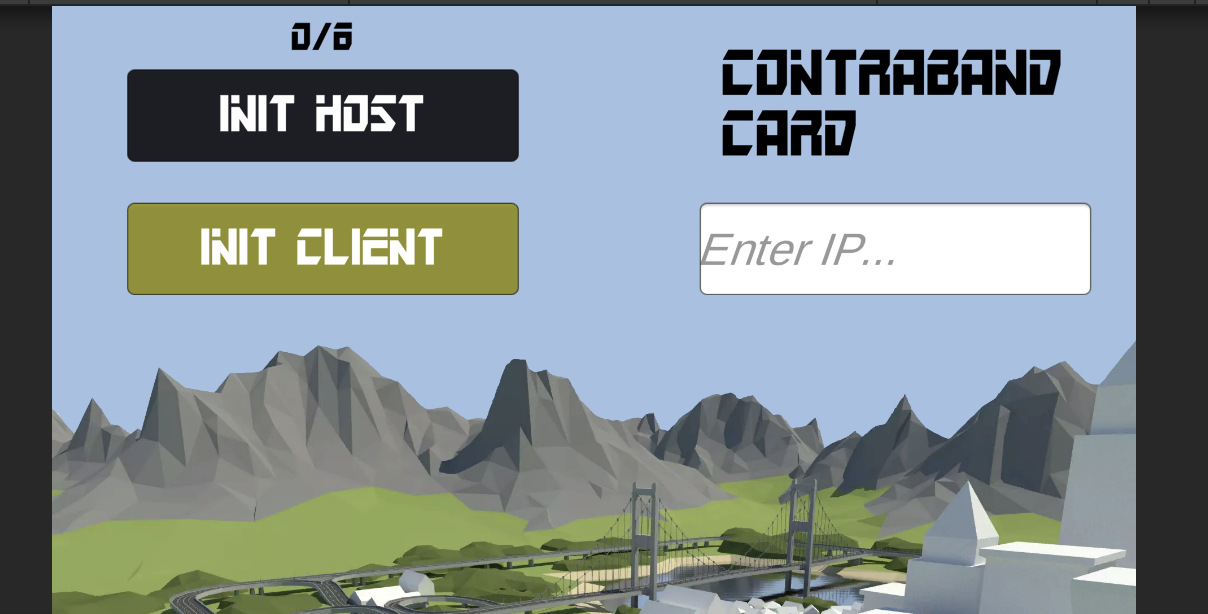 0/6
INIT HOST
CONTRABAND
CARD
INIT CLIENT
Enter IP...